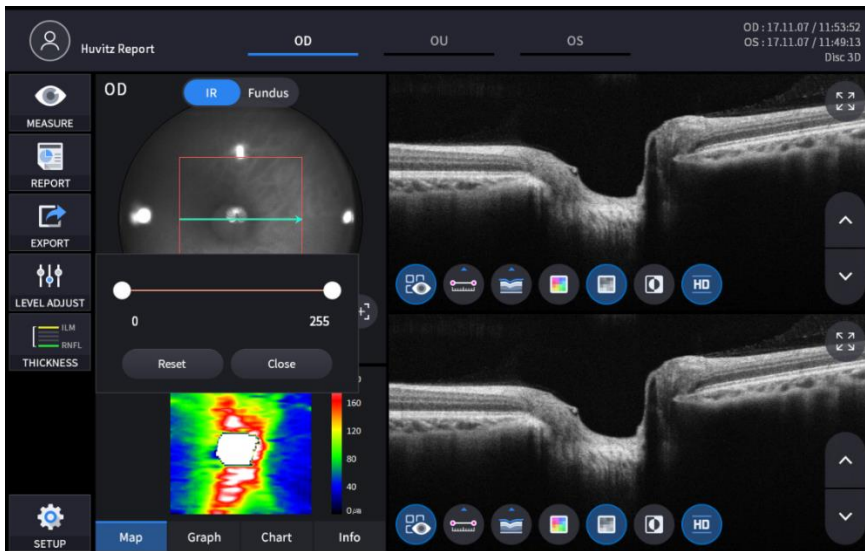 Huvitz Report
OD
OU
OS
OD : 17.11.07 / 11:53:52
OS : 17.11.07 / 11:49:13
Disc 3D
MEASURE
REPORT
EXPORT
LEVEL ADJUST
ILM
RNFL
THICKNESS
SETUP
OD
IR
Fundus
0
255
Reset
Close
160
120
80
40
0㎛
Map
Graph
Chart
Info
HD
HD